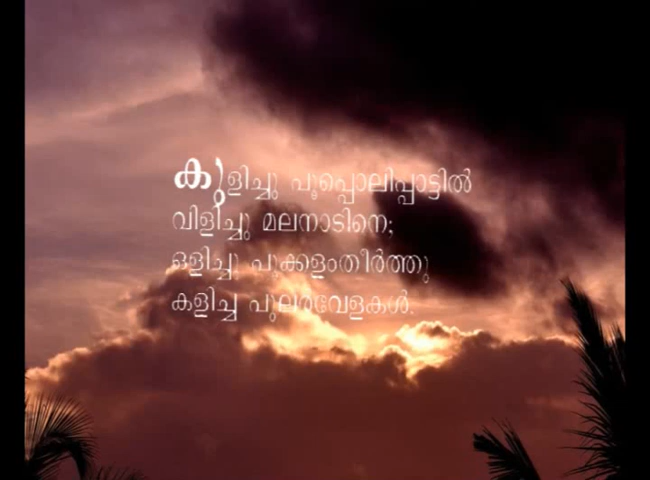 കുളിച്ചു പൂപ്പൊലിപ്പാട്ടിൽ
വിളിച്ചു മലനാടിനെ;
ഒളിച്ചു പൂക്കളംതീർത്തു
കളിച്ച പുലർവേളകൾ.